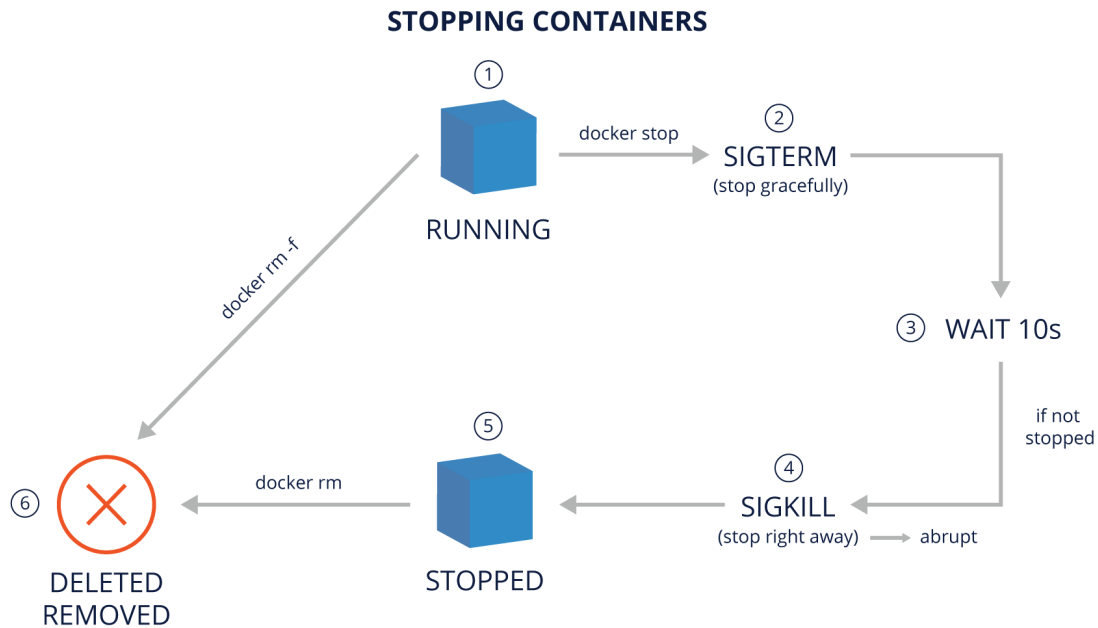 STOPPING CONTAINERS
1
RUNNING
docker stop
2
SIGTERM
(stop gracefully)
3
WAIT 10s
if not
stopped
4
SIGKILL
(stop right away)
abrupt
5
STOPPED
docker rm
docker rm -f
6
DELETED
REMOVED